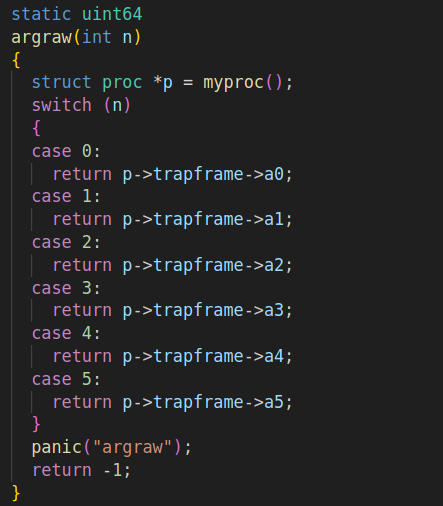 static uint64
argraw(int n)
{
  struct proc *p = myproc();
  switch (n)
  {
  case 0:
    return p->trapframe->a0;
  case 1:
    return p->trapframe->a1;
  case 2:
    return p->trapframe->a2;
  case 3:
    return p->trapframe->a3;
  case 4:
    return p->trapframe->a4;
  case 5:
    return p->trapframe->a5;
  }
  panic("argraw");
  return -1;
}